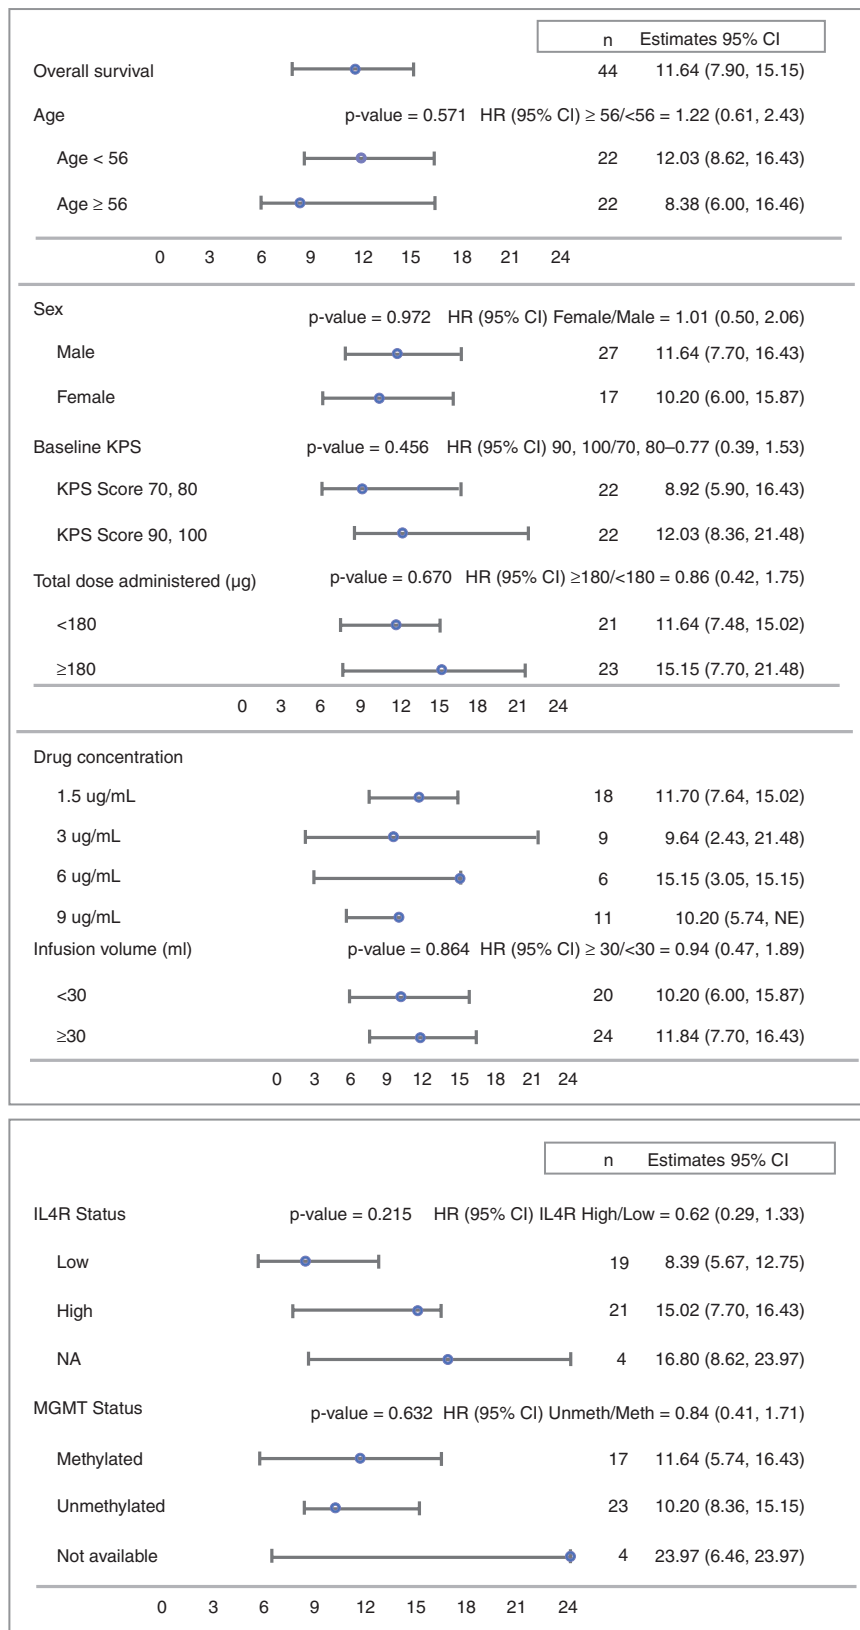 n Estimates 95% CI
Overall survival 44 11.64 (7.90, 15.15)
Age p-value = 0.571 HR (95% CI) ≥ 56/<56 = 1.22 (0.61, 2.43)
Age < 56 22 12.03 (8.62, 16.43)
Age ≥ 56 22 8.38 (6.00, 16.46)
0 3 6 9 12 15 18 21 24
Sex p-value = 0.972 HR (95% CI) Female/Male = 1.01 (0.50, 2.06)
Male 27 11.64 (7.70, 16.43)
Female 17 10.20 (6.00, 15.87)
Baseline KPS p-value = 0.456 HR (95% CI) 90, 100/70, 80–0.77 (0.39, 1.53)
KPS Score 70, 80 22 8.92 (5.90, 16.43)
KPS Score 90, 100 22 12.03 (8.36, 21.48)
Total dose administered (µg) p-value = 0.670 HR (95% CI) ≥180/<180 = 0.86 (0.42, 1.75)
<180 21 11.64 (7.48, 15.02)
≥180 23 15.15 (7.70, 21.48)
0 3 6 9 12 15 18 21 24
Drug concentration
1.5 ug/mL 18 11.70 (7.64, 15.02)
3 ug/mL 9 9.64 (2.43, 21.48)
6 ug/mL 6 15.15 (3.05, 15.15)
9 ug/mL 11 10.20 (5.74, NE)
Infusion volume (ml) p-value = 0.864 HR (95% CI) ≥ 30/<30 = 0.94 (0.47, 1.89)
<30 20 10.20 (6.00, 15.87)
≥30 24 11.84 (7.70, 16.43)
0 3 6 9 12 15 18 21 24
n Estimates 95% CI
IL4R Status p-value = 0.215 HR (95% CI) IL4R High/Low = 0.62 (0.29, 1.33)
Low 19 8.39 (5.67, 12.75)
High 21 15.02 (7.70, 16.43)
NA 4 16.80 (8.62, 23.97)
MGMT Status p-value = 0.632 HR (95% CI) Unmeth/Meth = 0.84 (0.41, 1.71)
Methylated 17 11.64 (5.74, 16.43)
Unmethylated 23 10.20 (8.36, 15.15)
Not available 4 23.97 (6.46, 23.97)
0 3 6 9 12 15 18 21 24